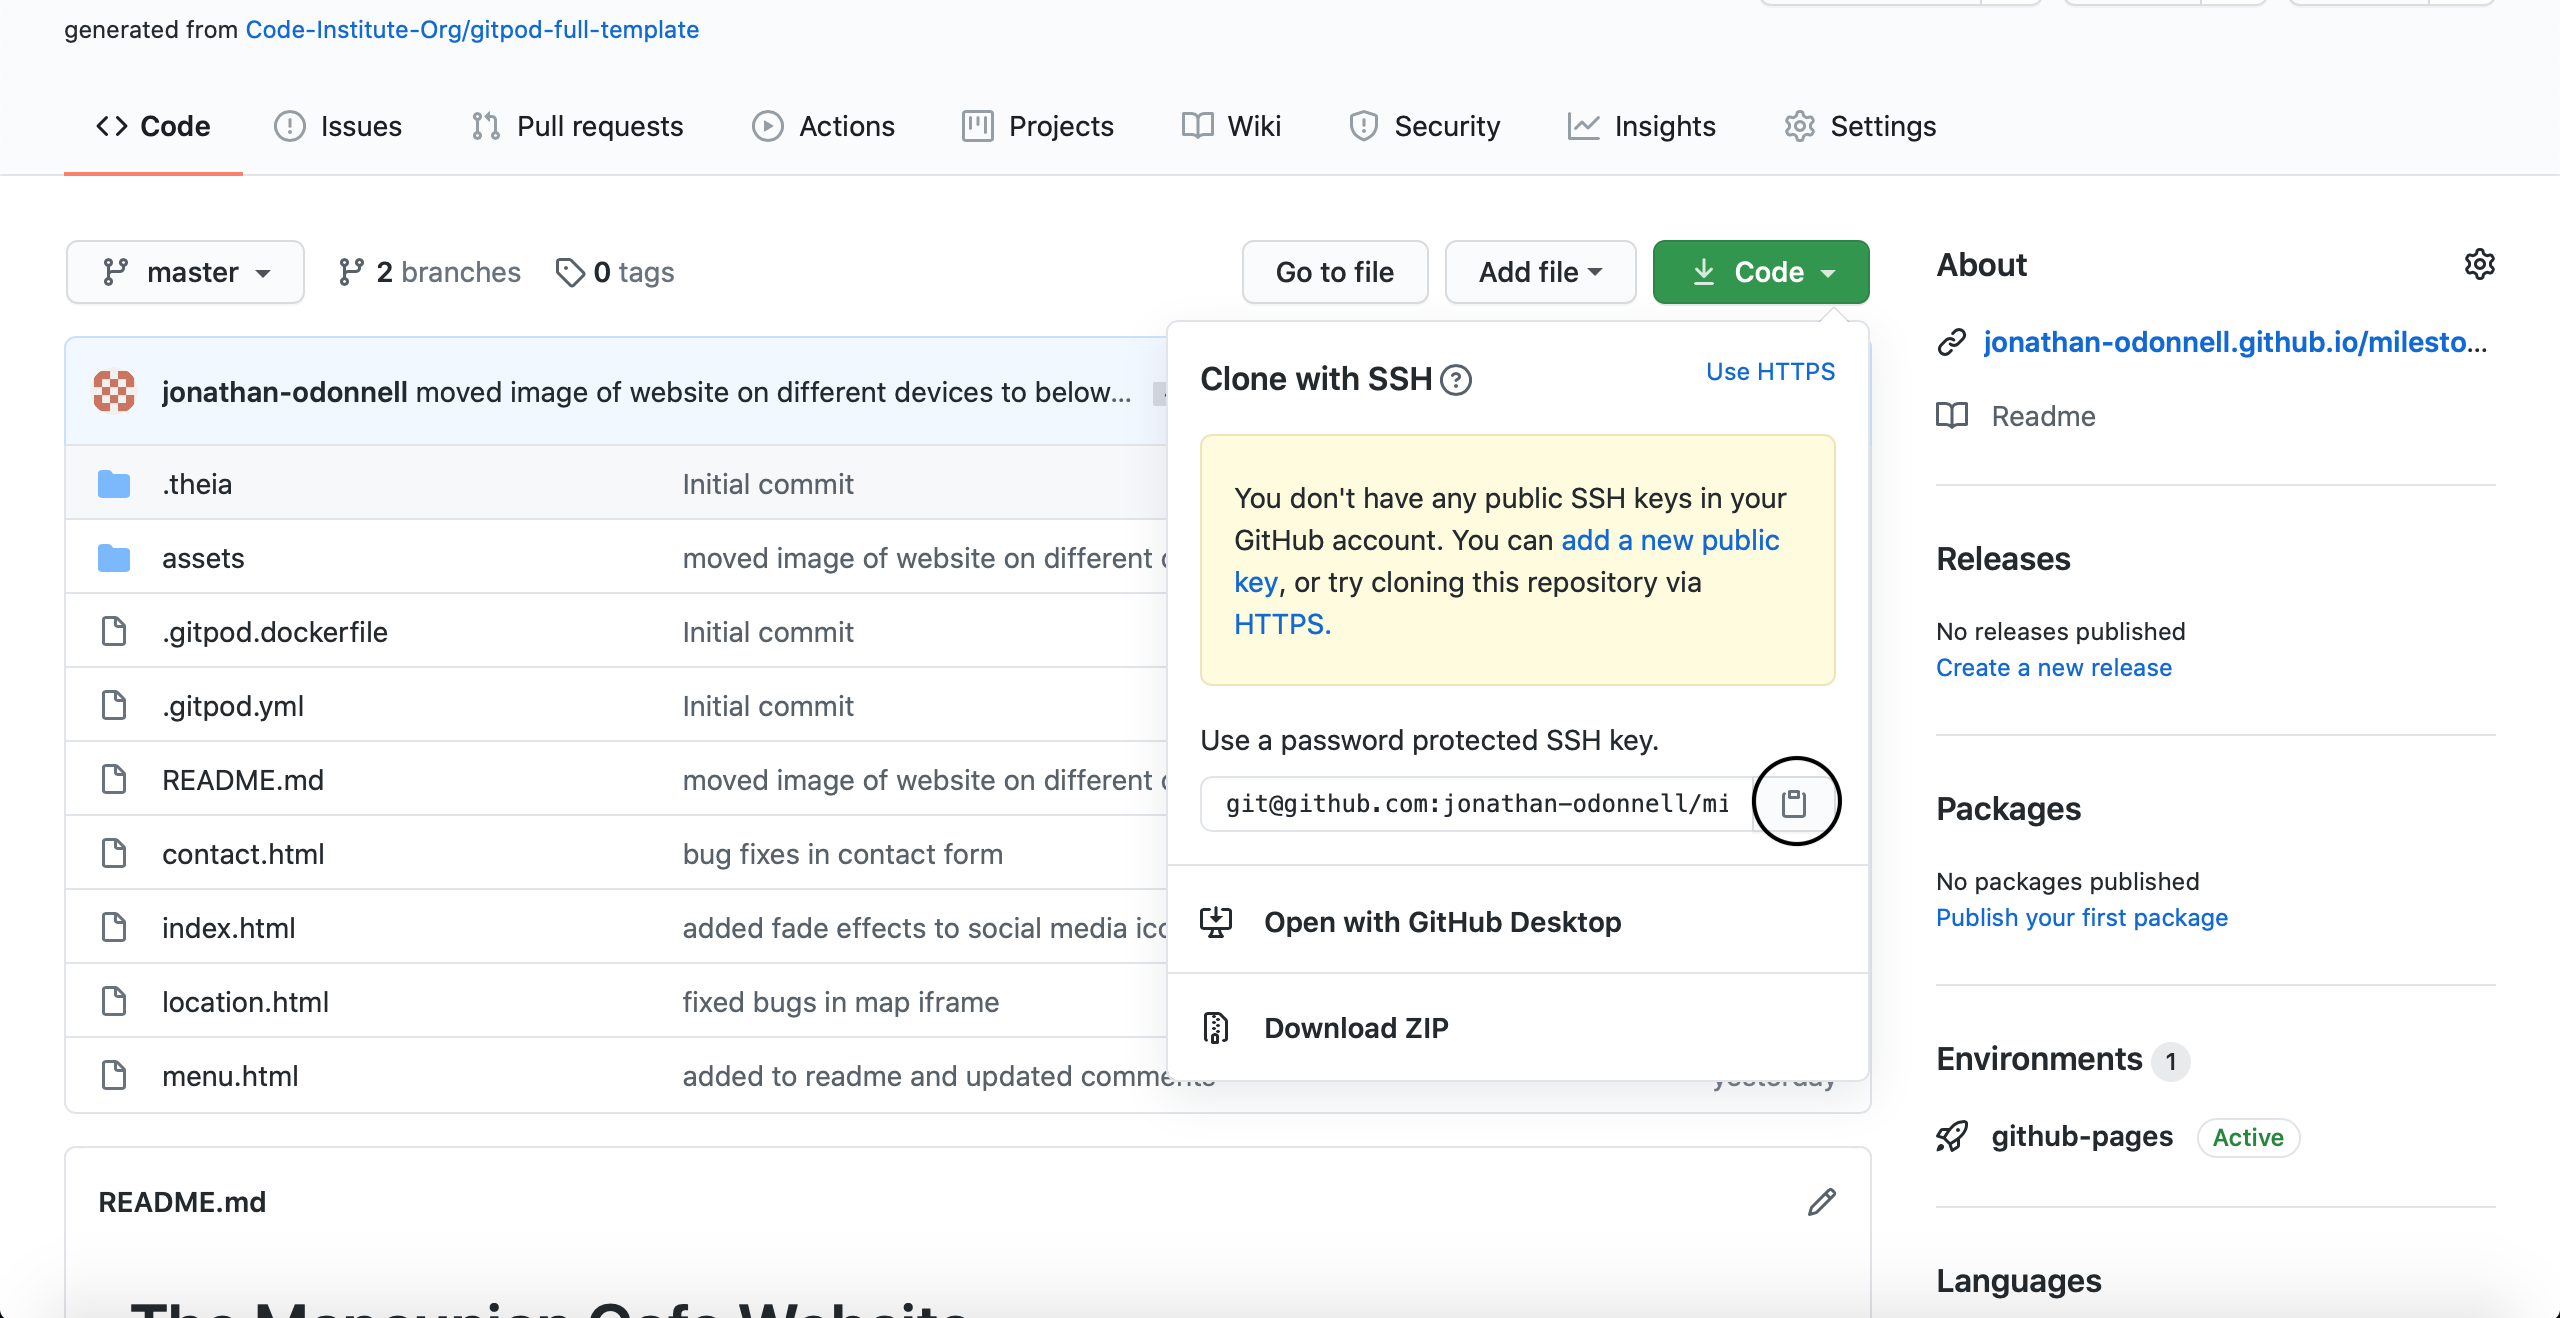 generated from Code-Institute-Org/gitpod-full-template
Code Issues Pull requests Actions Projects Wiki Security Insights Settings
master 2 branches 0 tags Go to file Add file Code
jonathan-odonnell moved image of website on different devices to below...
.theia Initial commit
assets moved image of website on different
.gitpod.dockerfile Initial commit
.gitpod.yml Initial commit
README.md moved image of website on different
contact.html bug fixes in contact form
index.html added fade effects to social media
location.html fixed bugs in map iframe
menu.html added to readme and updated comments yesterday
Clone with SSH Use HTTPS
You don't have any public SSH keys in your
GitHub account. You can add a new public
key, or try cloning this repository via
HTTPS.
Use a password protected SSH key.
git@github.com:jonathan-odonnell/mi
Open with GitHub Desktop
Download ZIP
README.md
The Mancunian Cafe Website
About
jonathan-odonnell.github.io/milesto...
Readme
Releases
No releases published
Create a new release
Packages
No packages published
Publish your first package
Environments 1
github-pages Active
Languages